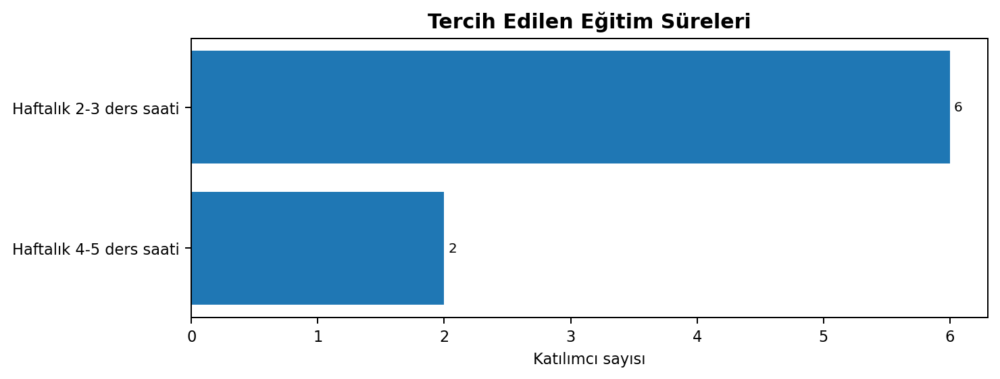 Tercih Edilen Eğitim Süreleri
Haftalık 2-3 ders saati
6
Haftalık 4-5 ders saati
2
0 1 2 3 4 5 6
Katılımcı sayısı